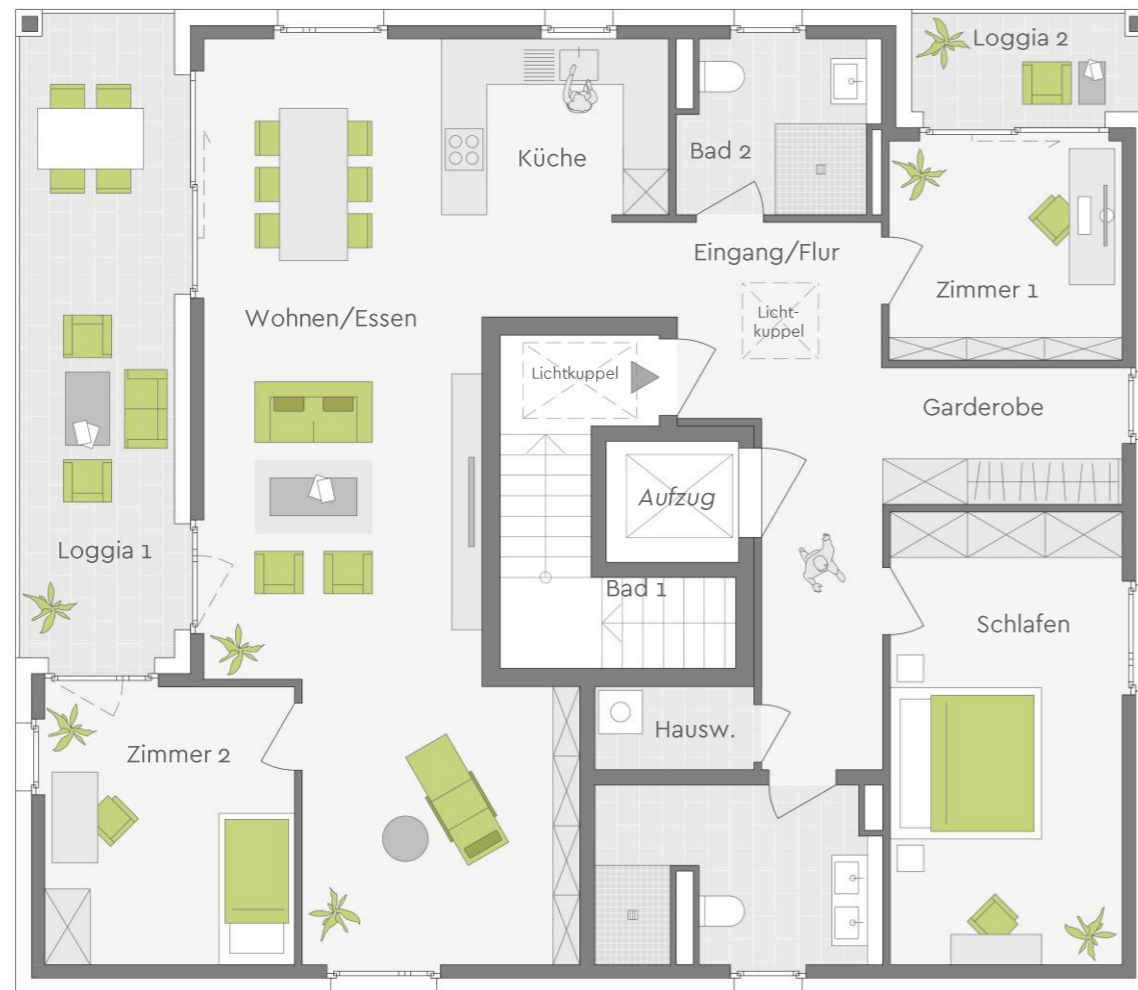 Loggia 2
Küche
Bad 2
Eingang/Flur
Zimmer 1
Wohnen/Essen
Licht-
kuppel
Lichtkuppel
Garderobe
Aufzug
Loggia 1
Bad 1
Schlafen
Hausw.
Zimmer 2